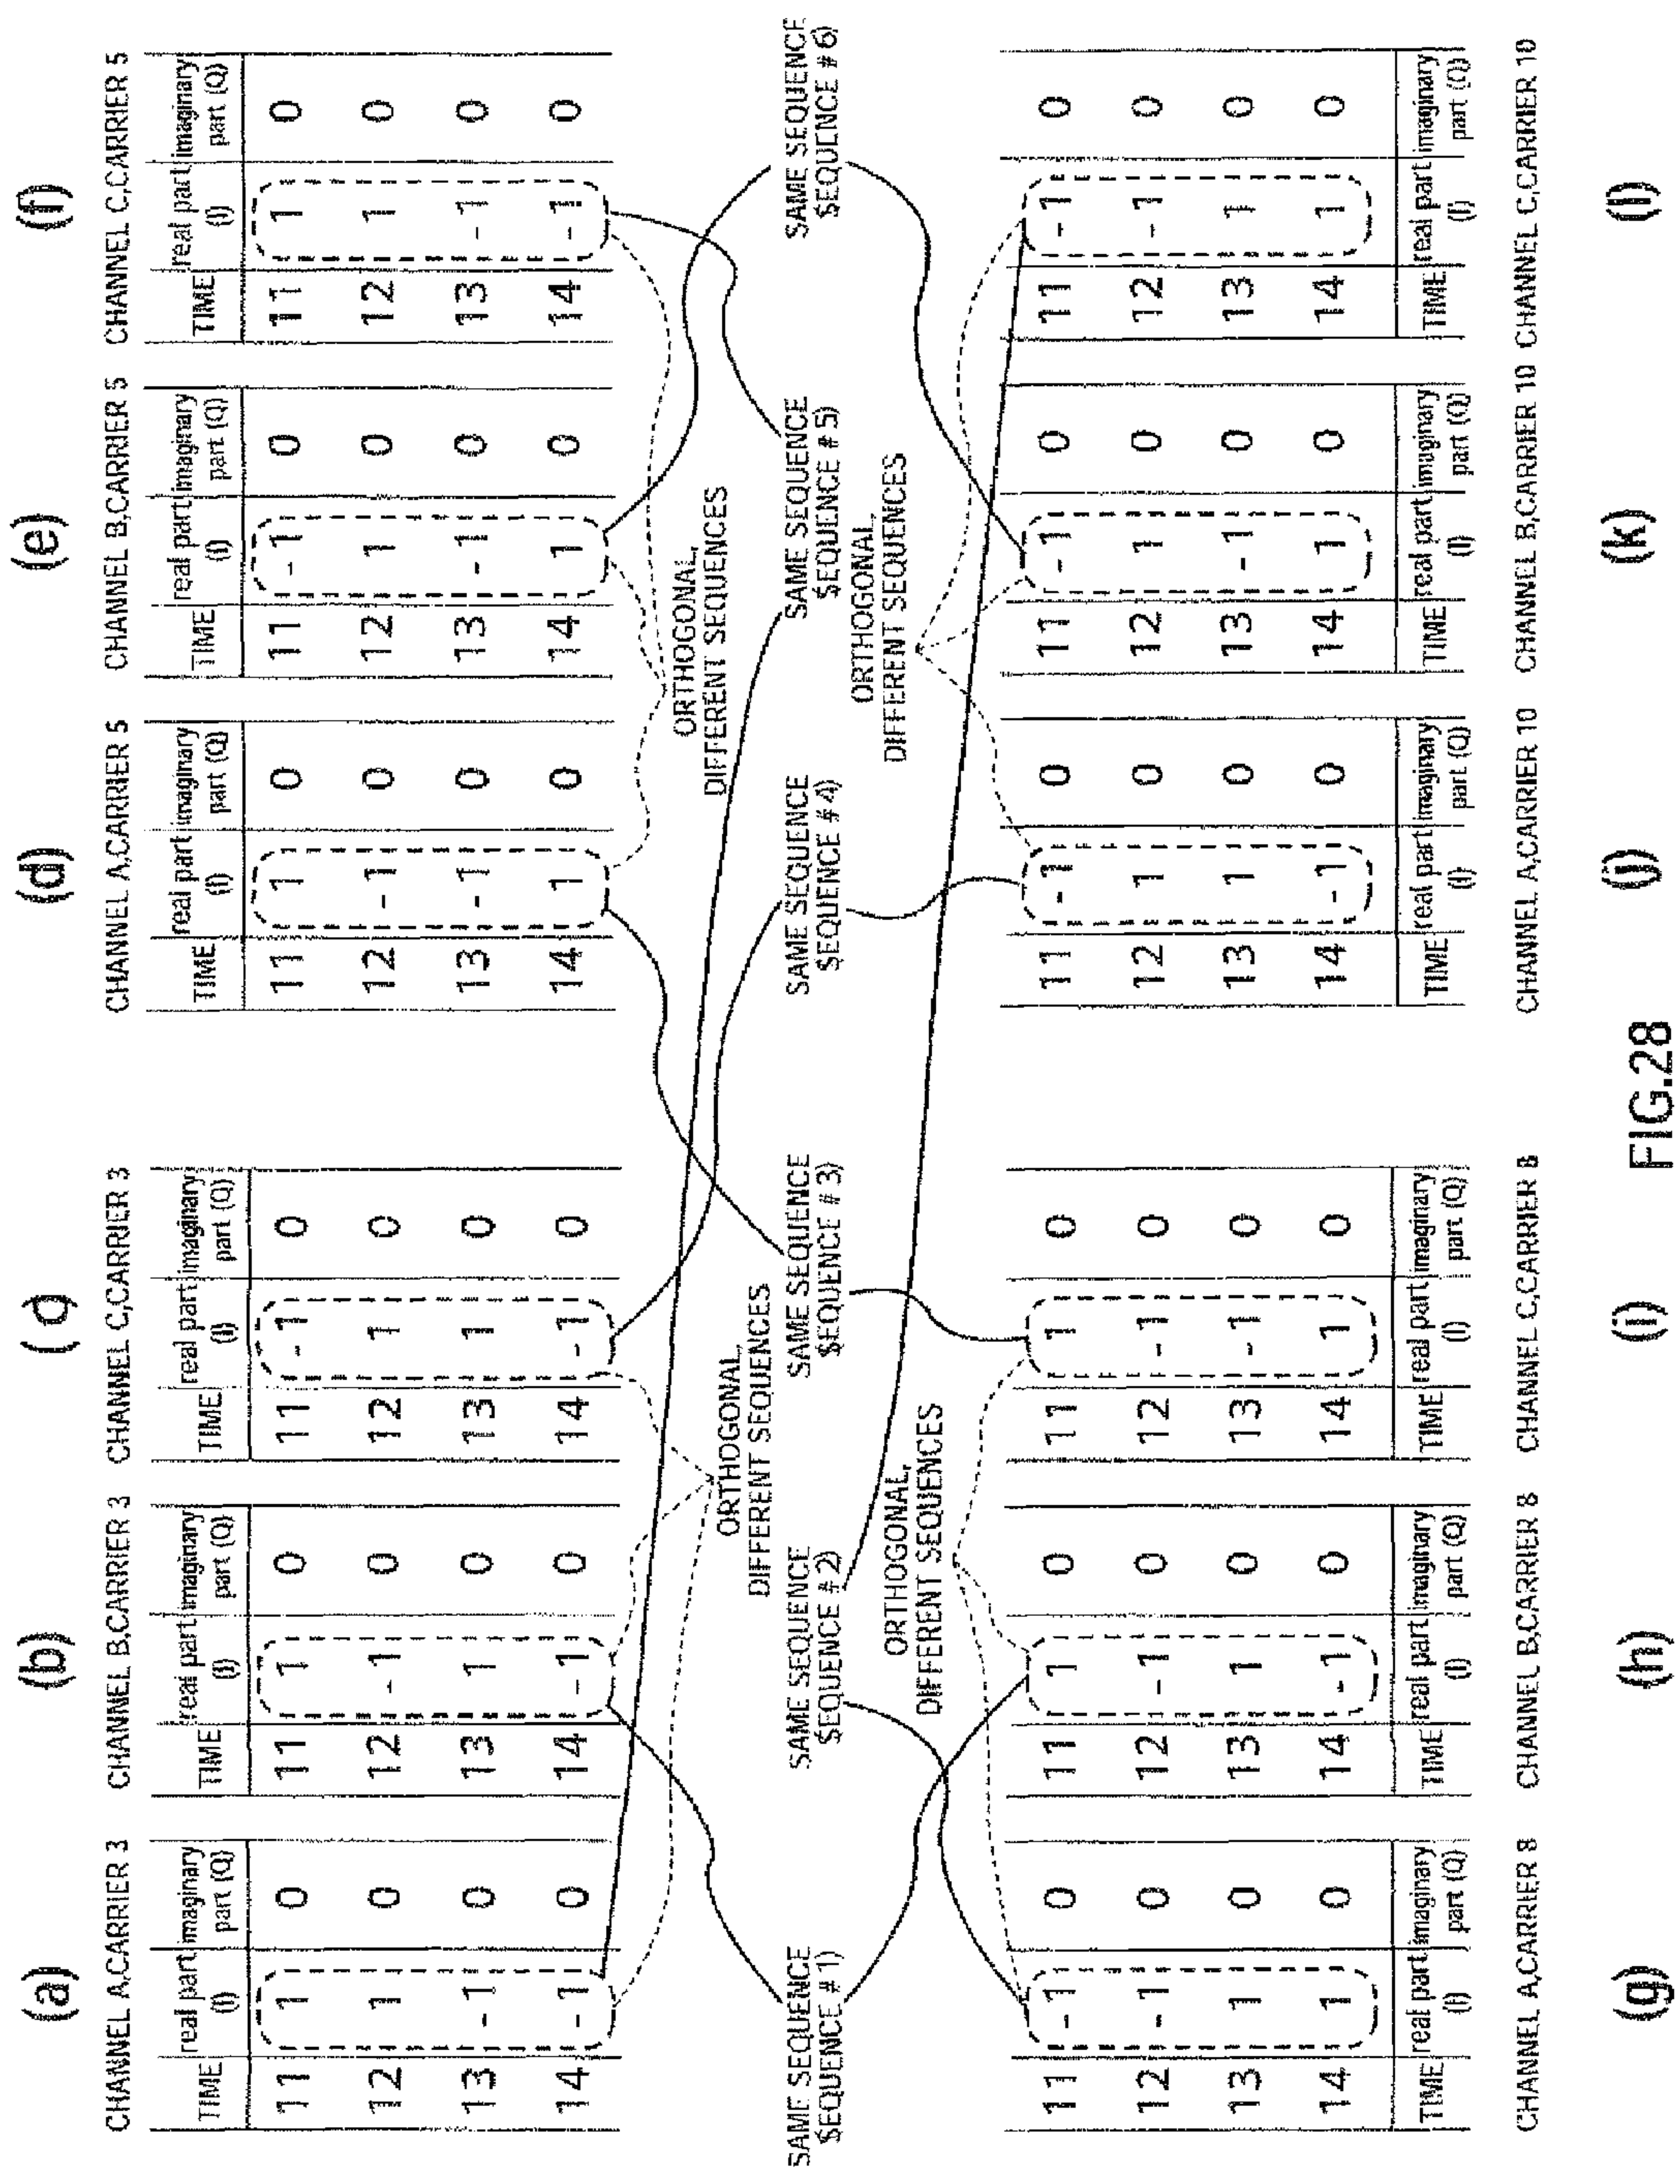 (a)
CHANNEL A,CARRIER 3
TIME real part (I) imaginary part (Q)
11 1 0
12 1 0
13 -1 0
14 -1 0
(b)
CHANNEL B,CARRIER 3
TIME real part (I) imaginary part (Q)
11 1 0
12 -1 0
13 1 0
14 -1 0
(c)
CHANNEL C,CARRIER 3
TIME real part (I) imaginary part (Q)
11 -1 0
12 1 0
13 1 0
14 -1 0
(d)
CHANNEL A,CARRIER 5
TIME real part (I) imaginary part (Q)
11 1 0
12 -1 0
13 -1 0
14 1 0
(e)
CHANNEL B,CARRIER 5
TIME real part (I) imaginary part (Q)
11 -1 0
12 1 0
13 -1 0
14 1 0
(f)
CHANNEL C,CARRIER 5
TIME real part (I) imaginary part (Q)
11 1 0
12 1 0
13 -1 0
14 -1 0
ORTHOGONAL,
DIFFERENT SEQUENCES
ORTHOGONAL,
DIFFERENT SEQUENCES
SAME SEQUENCE
SEQUENCE #1)
SAME SEQUENCE
SEQUENCE #2)
SAME SEQUENCE
SEQUENCE #3)
SAME SEQUENCE
SEQUENCE #4)
SAME SEQUENCE
SEQUENCE #5)
SAME SEQUENCE
SEQUENCE #6)
ORTHOGONAL,
DIFFERENT SEQUENCES
ORTHOGONAL,
DIFFERENT SEQUENCES
11 -1 0
12 -1 0
13 1 0
14 1 0
TIME real part (I) imaginary part (Q)
CHANNEL A,CARRIER 8
(g)
11 1 0
12 -1 0
13 1 0
14 -1 0
TIME real part (I) imaginary part (Q)
CHANNEL B,CARRIER 8
(h)
11 1 0
12 -1 0
13 -1 0
14 1 0
TIME real part (I) imaginary part (Q)
CHANNEL C,CARRIER 8
(i)
11 -1 0
12 1 0
13 1 0
14 -1 0
TIME real part (I) imaginary part (Q)
CHANNEL A,CARRIER 10
(j)
11 -1 0
12 1 0
13 -1 0
14 1 0
TIME real part (I) imaginary part (Q)
CHANNEL B,CARRIER 10
(k)
11 -1 0
12 -1 0
13 1 0
14 1 0
TIME real part (I) imaginary part (Q)
CHANNEL C,CARRIER 10
(l)
FIG.28